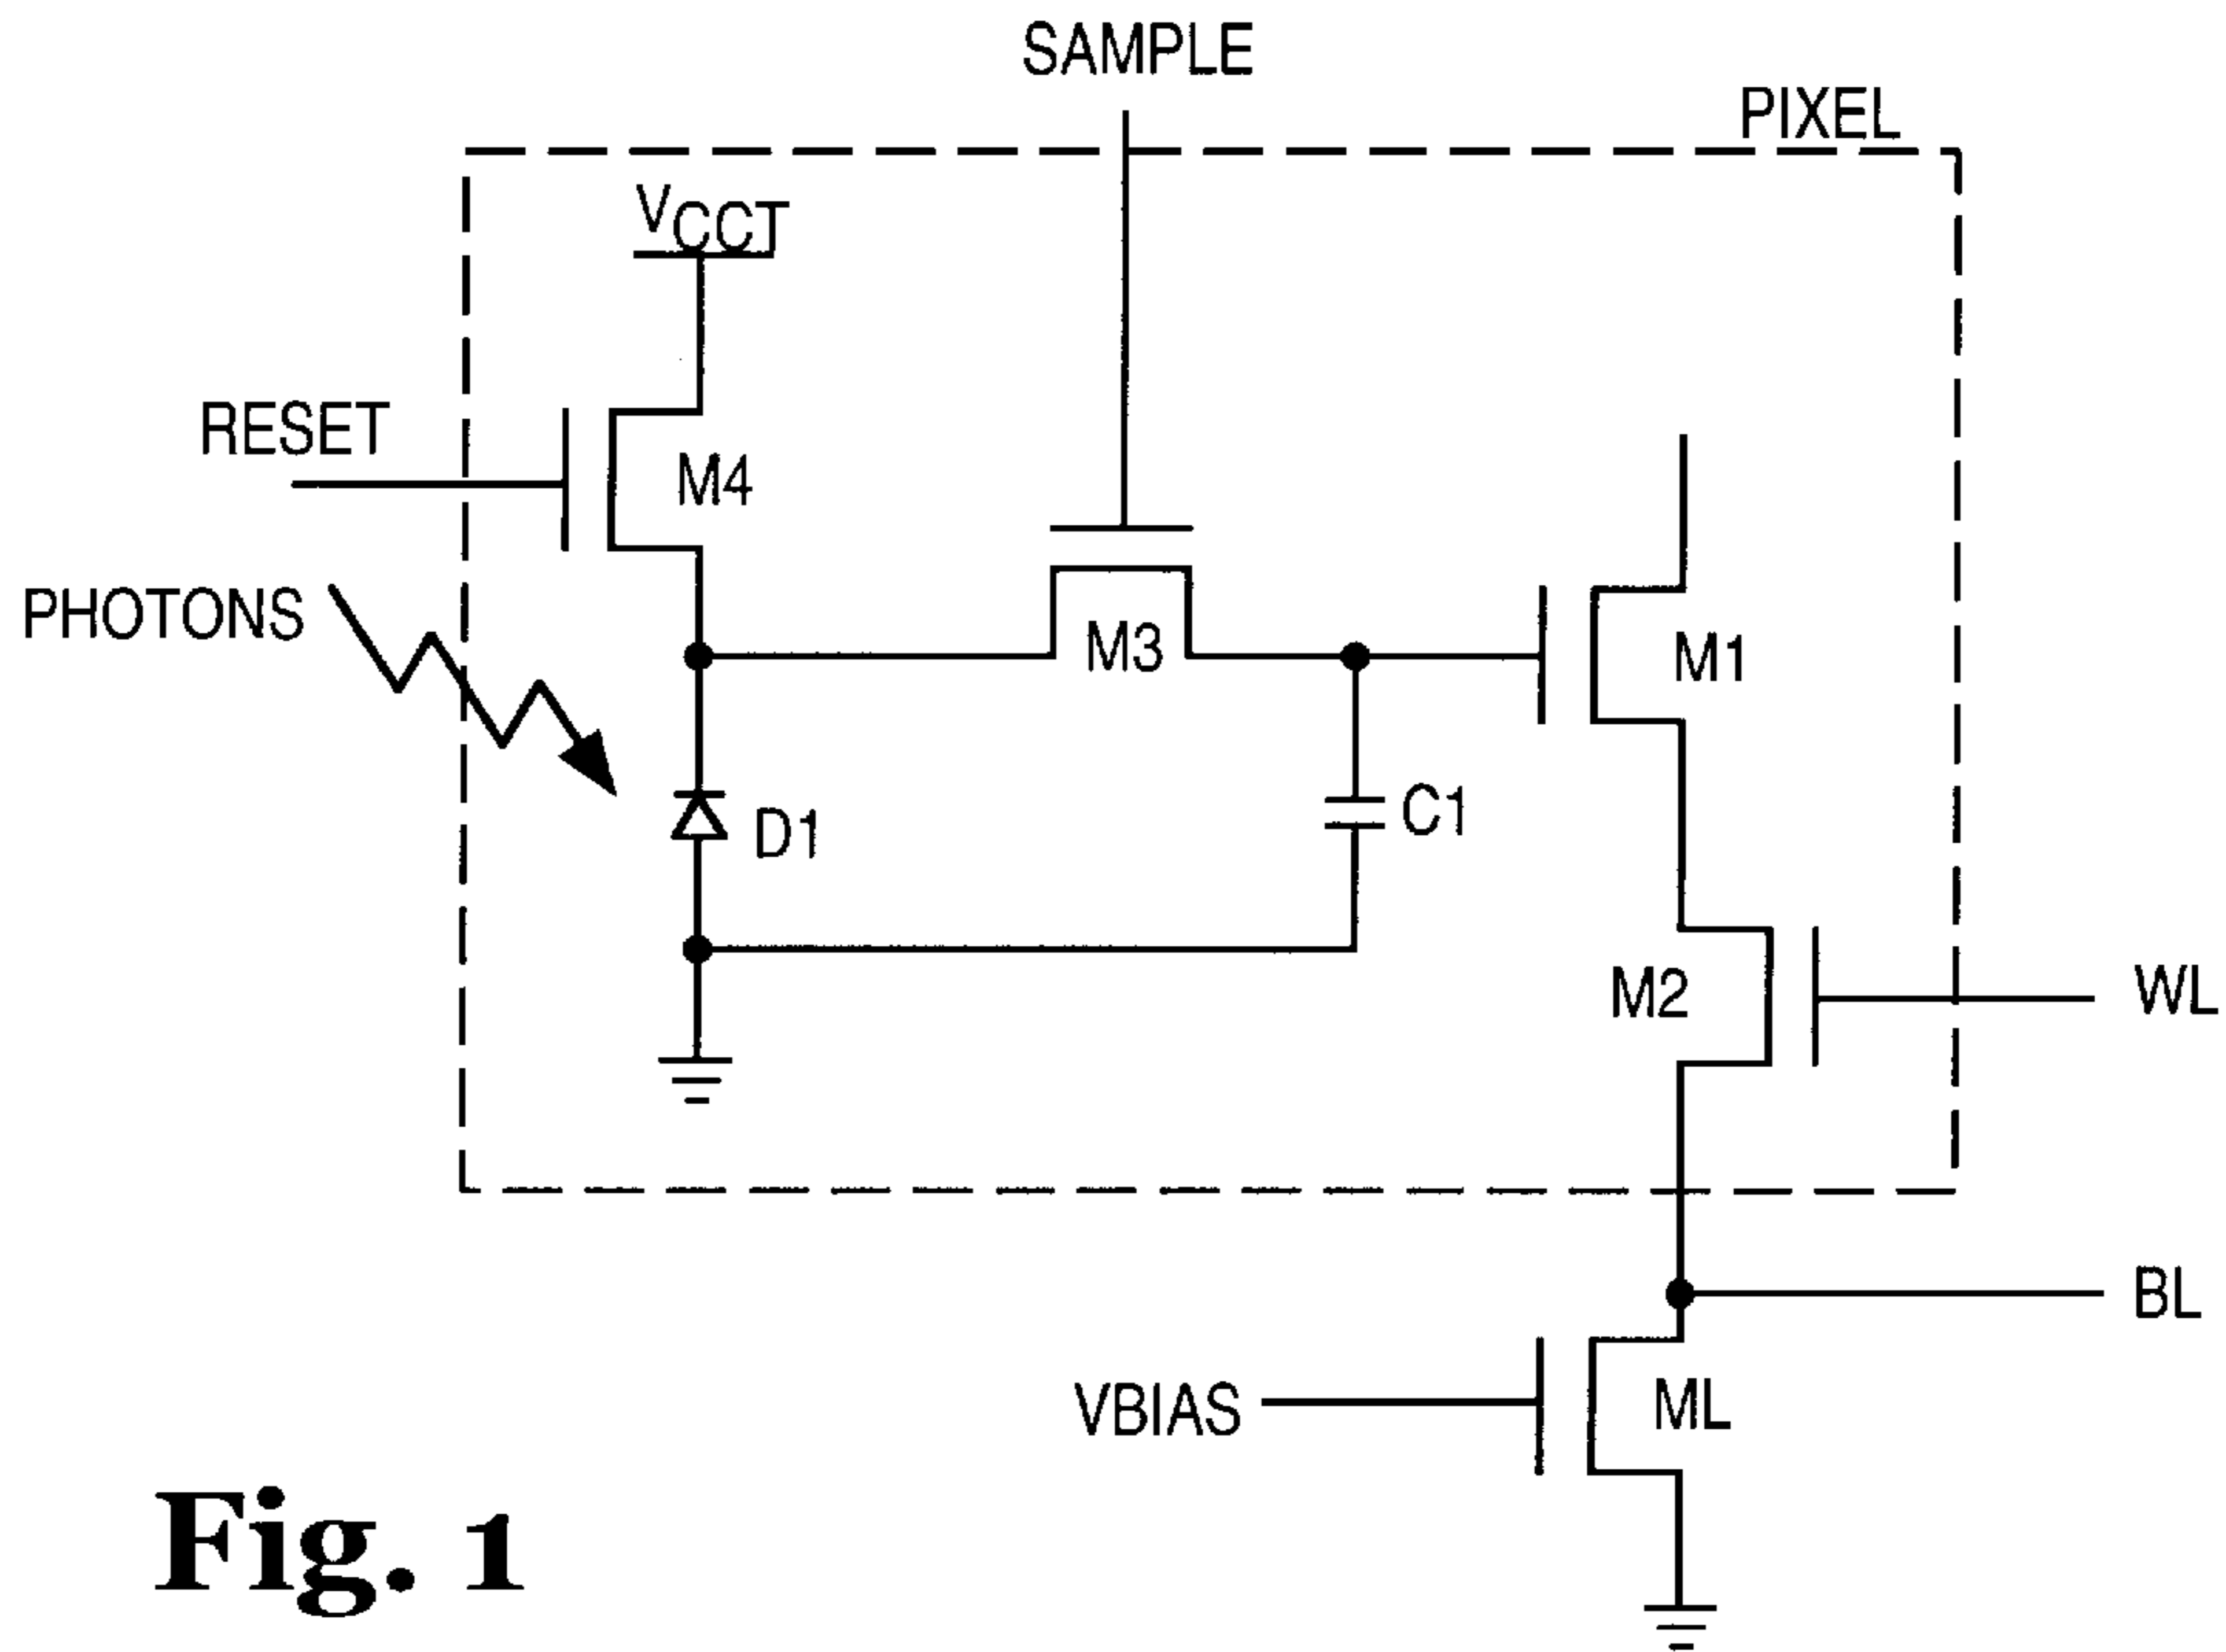 SAMPLE
PIXEL
VCCT
RESET
M4
PHOTONS
M3
M1
D1
C1
M2
WL
BL
VBIAS
ML
Fig. 1